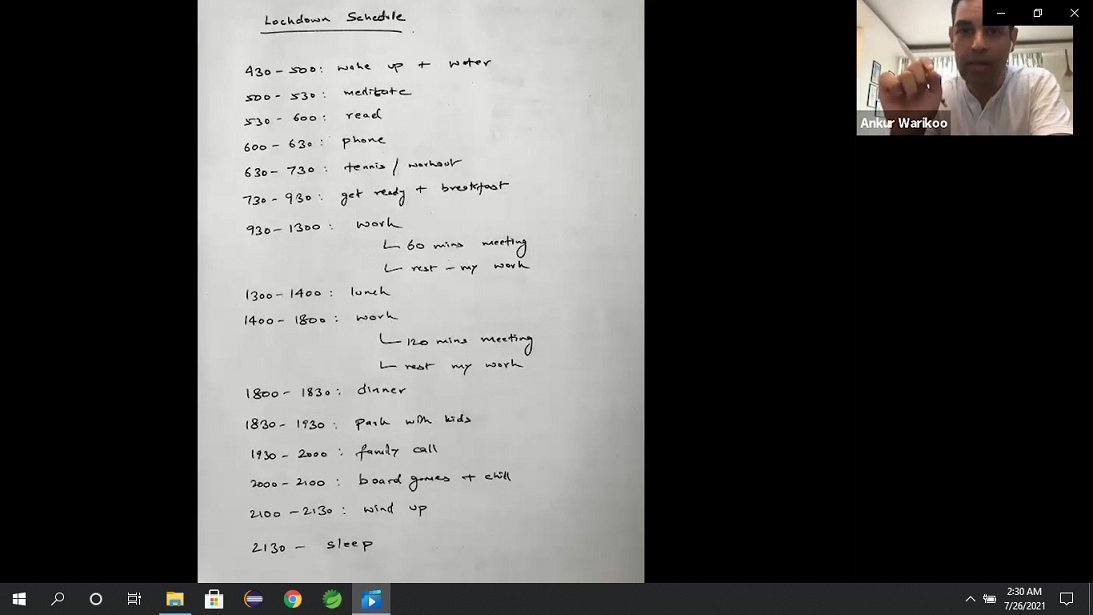 Lockdown Schedule
430 - 500: wake up + water
500 - 530: meditate
530 - 600: read
600 - 630: phone
630 - 730: tennis / workout
730 - 930: get ready + breakfast
930 - 1300: work
60 mins meeting
rest - my work
1300 - 1400: lunch
1400 - 1800: work
120 mins meeting
rest my work
1800 - 1830: dinner
1830 - 1930: park with kids
1930 - 2000: family call
2000 - 2100: board games + chill
2100 - 2130: wind up
2130 - sleep
Ankur Warikoo
2:30 AM
7/26/2021